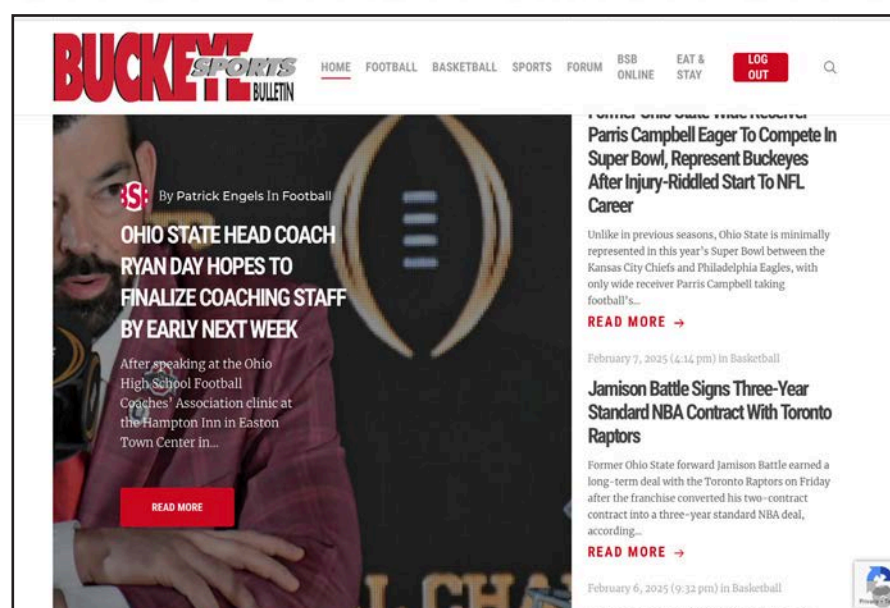 BUCKEYE
SPORTS
BULLETIN
HOME FOOTBALL BASKETBALL SPORTS FORUM BSB ONLINE EAT & STAY LOG OUT
By Patrick Engels In Football
OHIO STATE HEAD COACH
RYAN DAY HOPES TO
FINALIZE COACHING STAFF
BY EARLY NEXT WEEK
After speaking at the Ohio
High School Football
Coaches' Association clinic at
the Hampton Inn in Easton
Town Center in...
READ MORE
Former Ohio State Wide Receiver
Parris Campbell Eager To Compete In
Super Bowl, Represent Buckeyes
After Injury-Riddled Start To NFL
Career
Unlike in previous seasons, Ohio State is minimally
represented in this year's Super Bowl between the
Kansas City Chiefs and Philadelphia Eagles, with
only wide receiver Parris Campbell taking
football's...
READ MORE →
February 7, 2025 (4:14 pm) in Basketball
Jamison Battle Signs Three-Year
Standard NBA Contract With Toronto
Raptors
Former Ohio State forward Jamison Battle earned a
long-term deal with the Toronto Raptors on Friday
after the franchise converted his two-contract
contract into a three-year standard NBA deal,
according...
READ MORE →
February 6, 2025 (9:32 pm) in Basketball